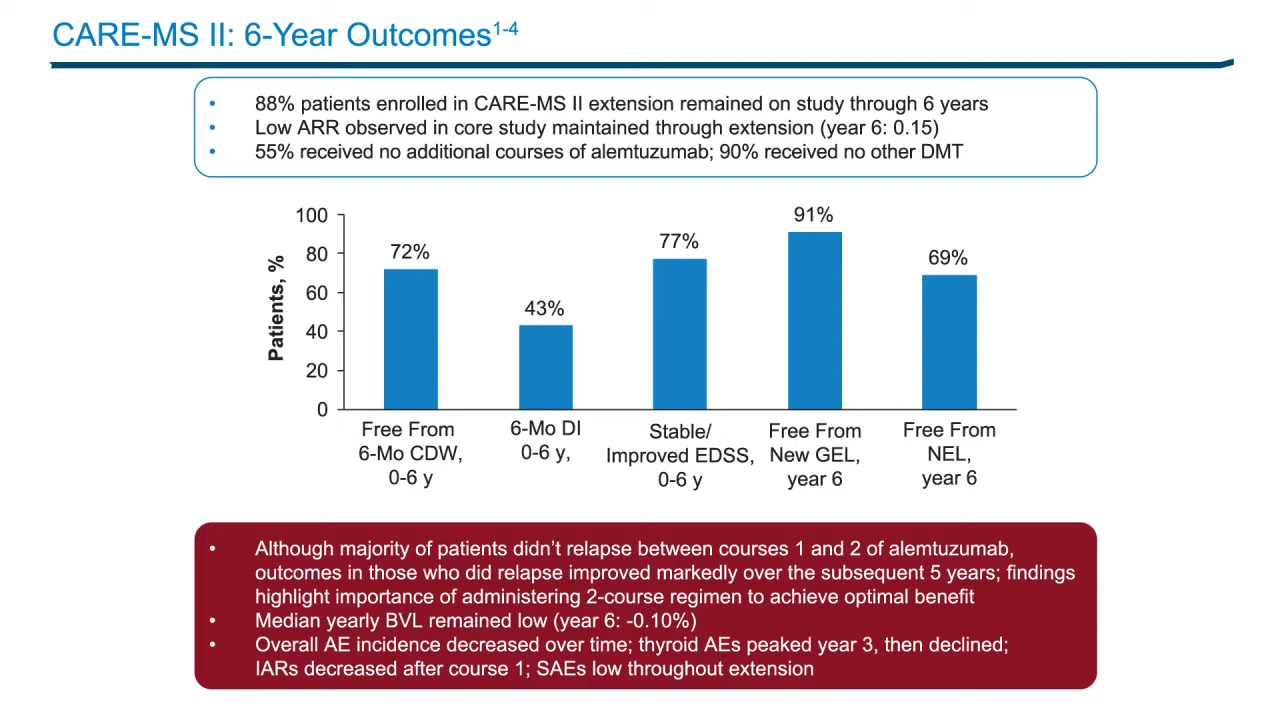 CARE-MS II: 6-Year Outcomes1-4
• 88% patients enrolled in CARE-MS II extension remained on study through 6 years
• Low ARR observed in core study maintained through extension (year 6: 0.15)
• 55% received no additional courses of alemtuzumab; 90% received no other DMT
Patients, %
100
80
60
40
20
0
72%
43%
77%
91%
69%
Free From
6-Mo CDW,
0-6 y
6-Mo DI
0-6 y,
Stable/
Improved EDSS,
0-6 y
Free From
New GEL,
year 6
Free From
NEL,
year 6
• Although majority of patients didn’t relapse between courses 1 and 2 of alemtuzumab,
outcomes in those who did relapse improved markedly over the subsequent 5 years; findings
highlight importance of administering 2-course regimen to achieve optimal benefit
• Median yearly BVL remained low (year 6: -0.10%)
• Overall AE incidence decreased over time; thyroid AEs peaked year 3, then declined;
IARs decreased after course 1; SAEs low throughout extension